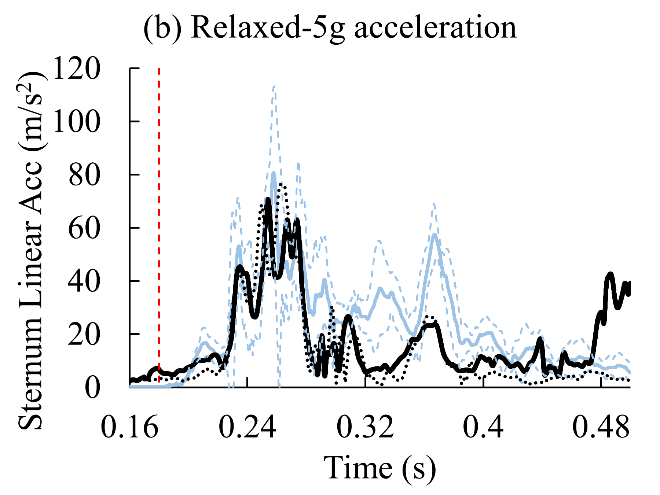 (b) Relaxed-5g acceleration
Sternum Linear Acc (m/s²)
120
100
80
60
40
20
0
0.16 0.24 0.32 0.4 0.48
Time (s)